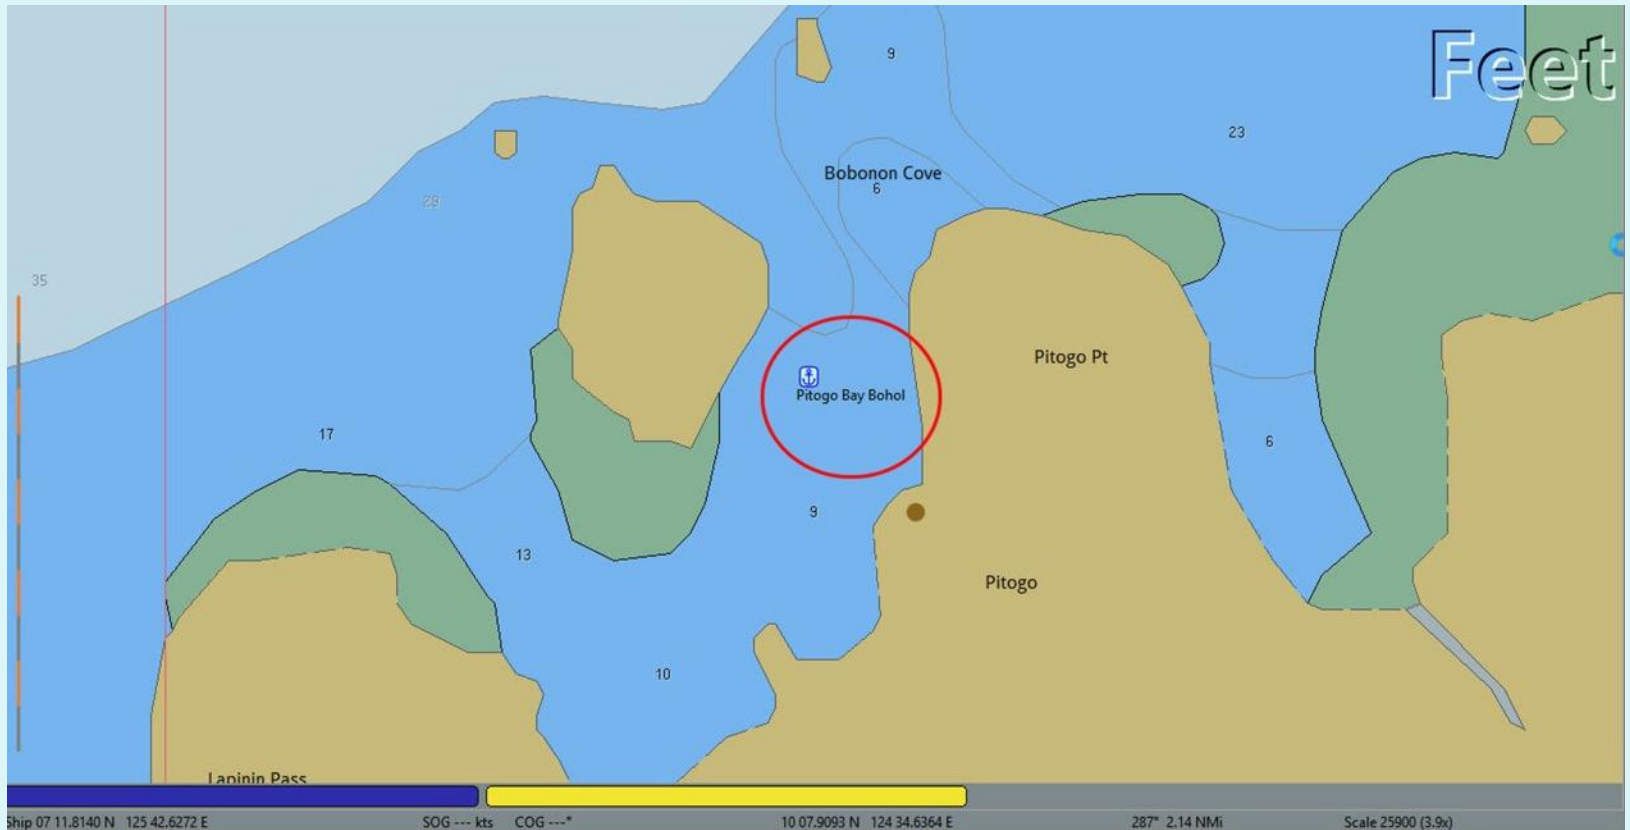 Feet
9
23
Bobonon Cove
6
29
35
Pitogo Pt
Pitogo Bay Bohol
17
6
9
13
Pitogo
10
Lapinin Pass
Ship 07 11.8140 N 125 42.6272 E SOG --- kts COG ---° 10 07.9093 N 124 34.6364 E 287° 2.14 NMi Scale 25900 (3.9x)